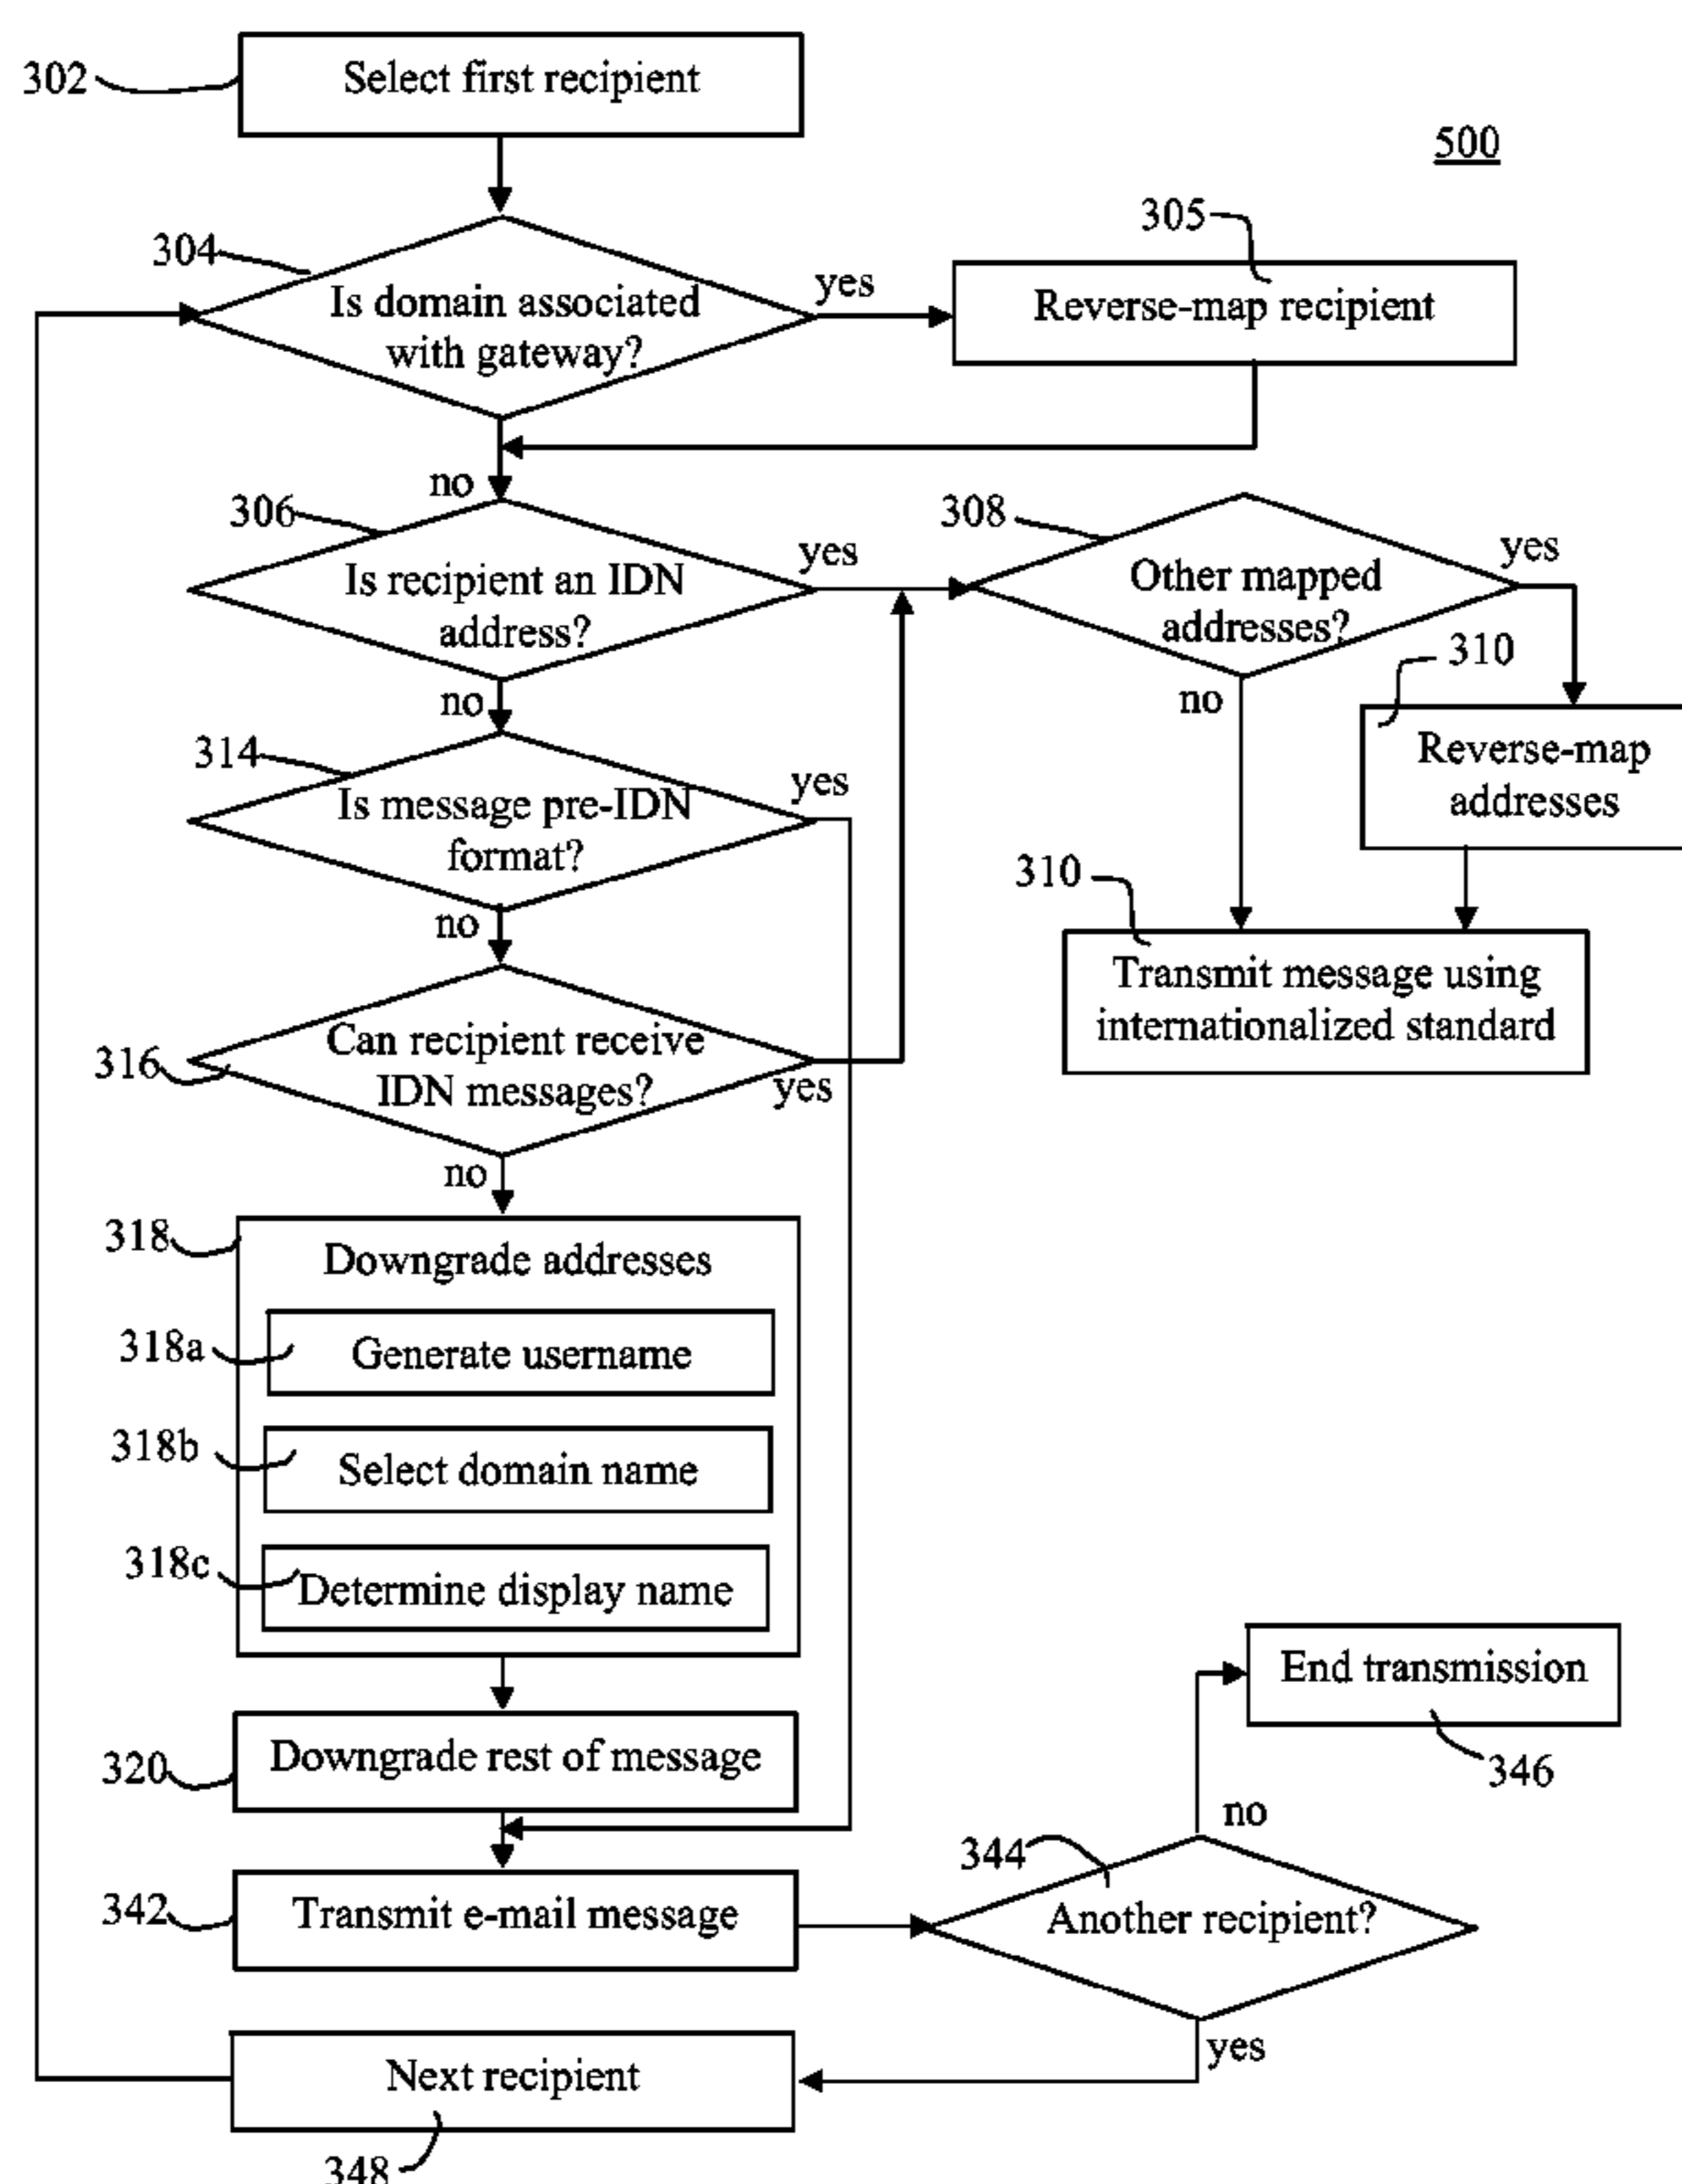 302
Select first recipient
500
304
Is domain associated
with gateway?
yes
305
Reverse-map recipient
no
306
Is recipient an IDN
address?
yes
308
Other mapped
addresses?
yes
no
310
Reverse-map
addresses
310
Transmit message using
internationalized standard
no
314
Is message pre-IDN
format?
yes
no
316
Can recipient receive
IDN messages?
yes
no
318
Downgrade addresses
318a
Generate username
318b
Select domain name
318c
Determine display name
320
Downgrade rest of message
342
Transmit e-mail message
344
Another recipient?
no
End transmission
346
yes
Next recipient
348